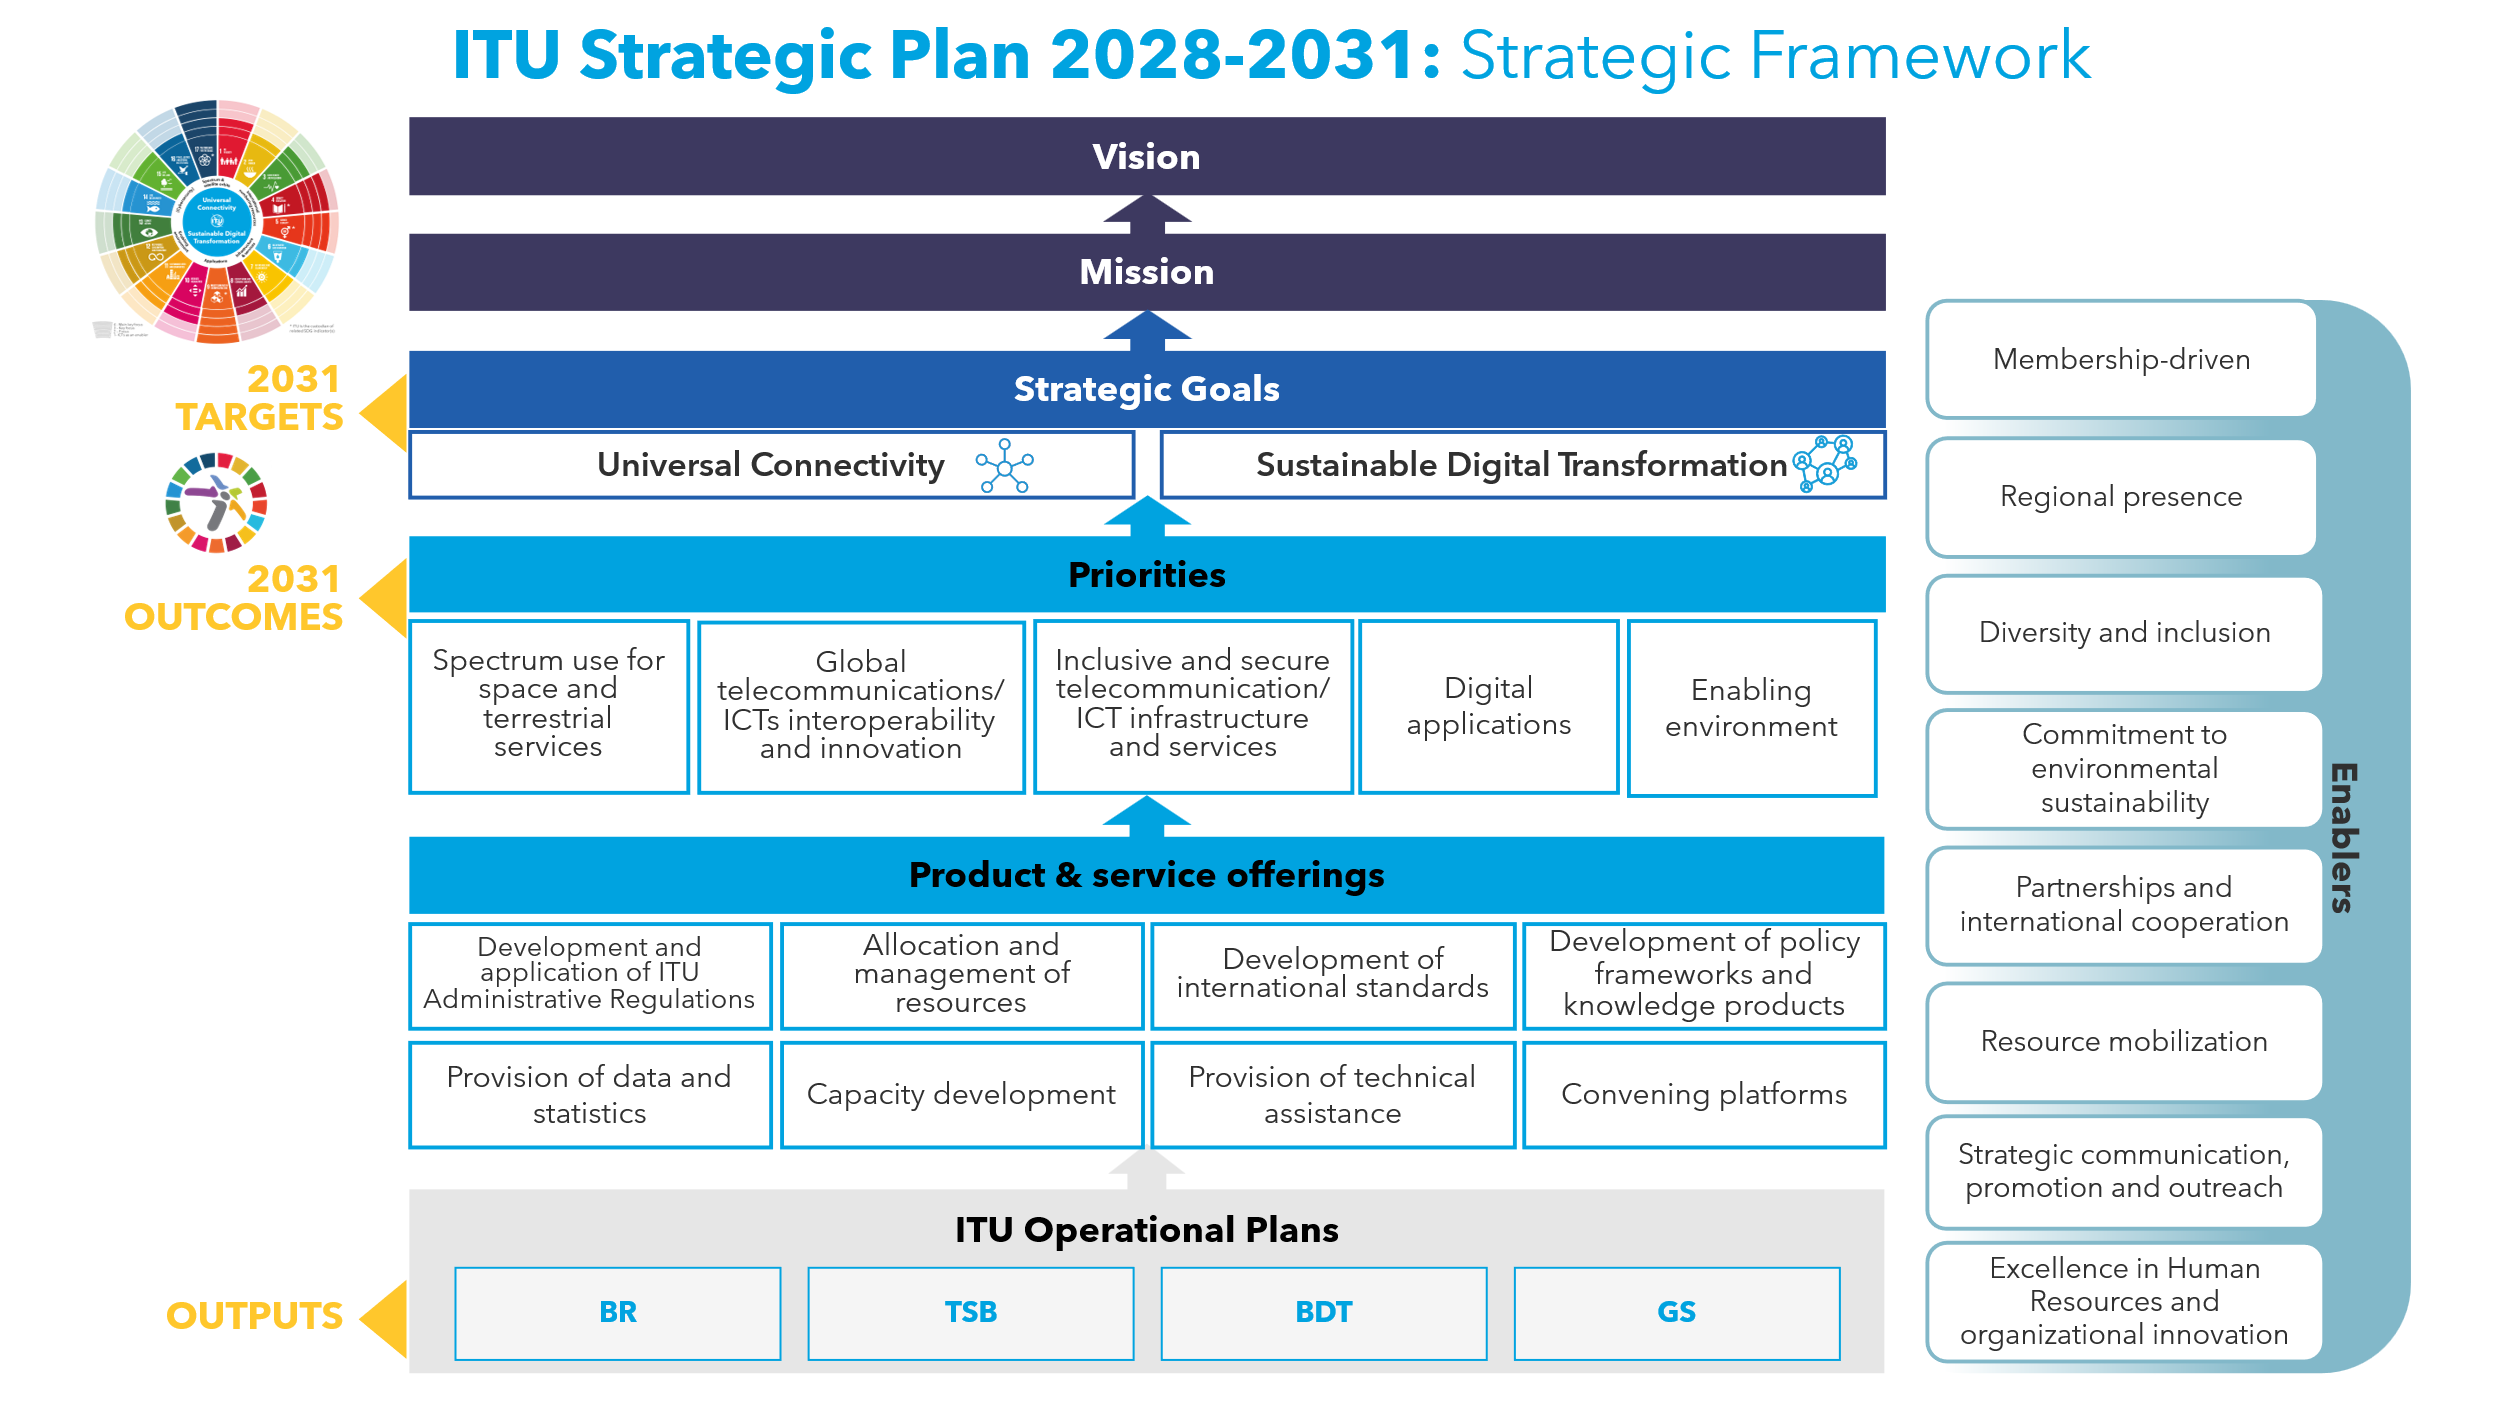 ITU Strategic Plan 2028-2031: Strategic Framework
Universal
Connectivity
ITU
Sustainable Digital
Transformation
Vision
Mission
2031
TARGETS
Strategic Goals
Universal Connectivity
Sustainable Digital Transformation
2031
OUTCOMES
Priorities
Spectrum use for
space and
terrestrial
services
Global
telecommunications/
ICTs interoperability
and innovation
Inclusive and secure
telecommunication/
ICT infrastructure
and services
Digital
applications
Enabling
environment
Product & service offerings
Development and
application of ITU
Administrative Regulations
Allocation and
management of
resources
Development of
international standards
Development of policy
frameworks and
knowledge products
Provision of data and
statistics
Capacity development
Provision of technical
assistance
Convening platforms
OUTPUTS
ITU Operational Plans
BR
TSB
BDT
GS
Enablers
Membership-driven
Regional presence
Diversity and inclusion
Commitment to
environmental
sustainability
Partnerships and
international cooperation
Resource mobilization
Strategic communication,
promotion and outreach
Excellence in Human
Resources and
organizational innovation